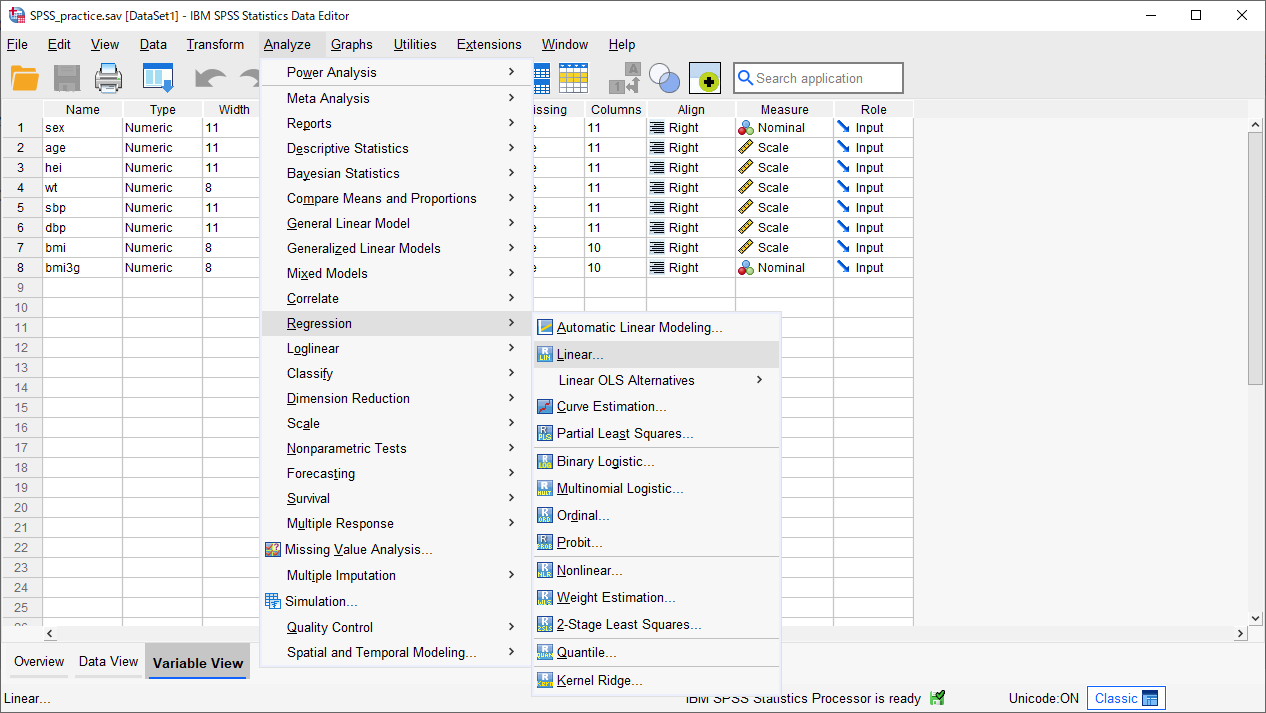 SPSS_practice.sav [DataSet1] - IBM SPSS Statistics Data Editor
File Edit View Data Transform Analyze Graphs Utilities Extensions Window Help
Search application
Name Type Width Columns Align Measure Role
1 sex Numeric 11 11 Right Nominal Input
2 age Numeric 11 11 Right Scale Input
3 hei Numeric 11 11 Right Scale Input
4 wt Numeric 8 11 Right Scale Input
5 sbp Numeric 11 11 Right Scale Input
6 dbp Numeric 11 11 Right Scale Input
7 bmi Numeric 8 10 Right Scale Input
8 bmi3g Numeric 8 10 Right Nominal Input
9
10
11
12
13
14
15
16
17
18
19
20
21
22
23
24
25
Power Analysis
Meta Analysis
Reports
Descriptive Statistics
Bayesian Statistics
Compare Means and Proportions
General Linear Model
Generalized Linear Models
Mixed Models
Correlate
Regression
Loglinear
Classify
Dimension Reduction
Scale
Nonparametric Tests
Forecasting
Survival
Multiple Response
Missing Value Analysis...
Multiple Imputation
Simulation...
Quality Control
Spatial and Temporal Modeling...
Automatic Linear Modeling...
Linear...
Linear OLS Alternatives
Curve Estimation...
Partial Least Squares...
Binary Logistic...
Multinomial Logistic...
Ordinal...
Probit...
Nonlinear...
Weight Estimation...
2-Stage Least Squares...
Quantile...
Kernel Ridge...
Overview Data View Variable View
Linear... IBM SPSS Statistics Processor is ready Unicode:ON Classic